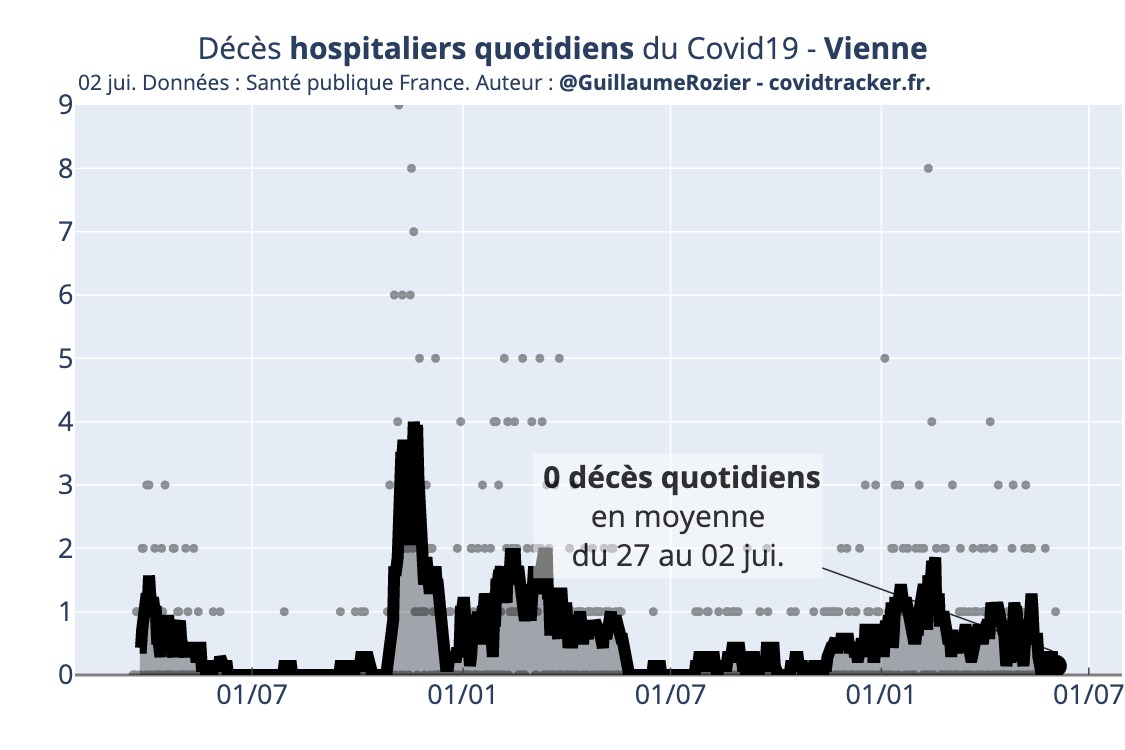 Décès hospitaliers quotidiens du Covid19 - Vienne
02 jui. Données : Santé publique France. Auteur : @GuillaumeRozier - covidtracker.fr.
9
8
7
6
5
4
3
2
1
0
0 décès quotidiens
en moyenne
du 27 au 02 jui.
01/07 01/01 01/07 01/01 01/07